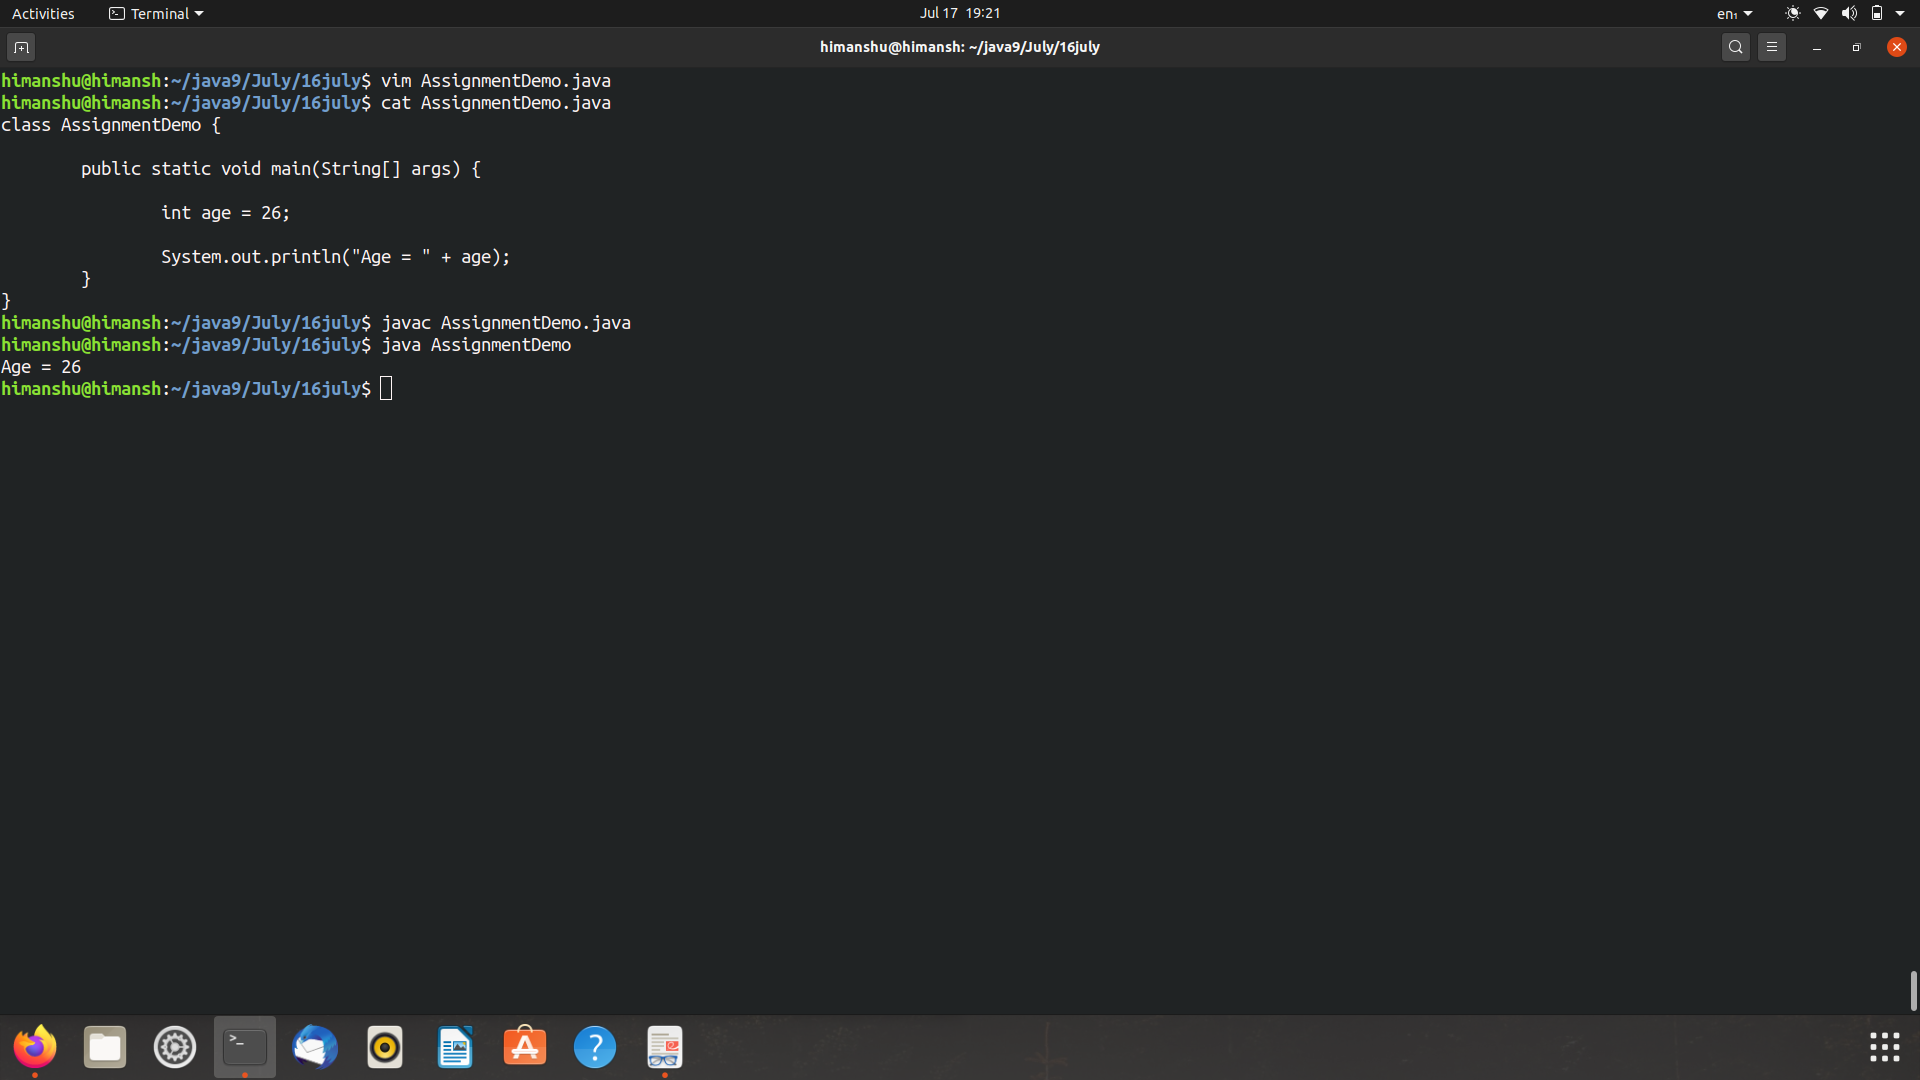 Activities Terminal Jul 17 19:21 en₁
himanshu@himansh: ~/java9/July/16july
himanshu@himansh:~/java9/July/16july$ vim AssignmentDemo.java
himanshu@himansh:~/java9/July/16july$ cat AssignmentDemo.java
class AssignmentDemo {
public static void main(String[] args) {
int age = 26;
System.out.println("Age = " + age);
}
}
himanshu@himansh:~/java9/July/16july$ javac AssignmentDemo.java
himanshu@himansh:~/java9/July/16july$ java AssignmentDemo
Age = 26
himanshu@himansh:~/java9/July/16july$